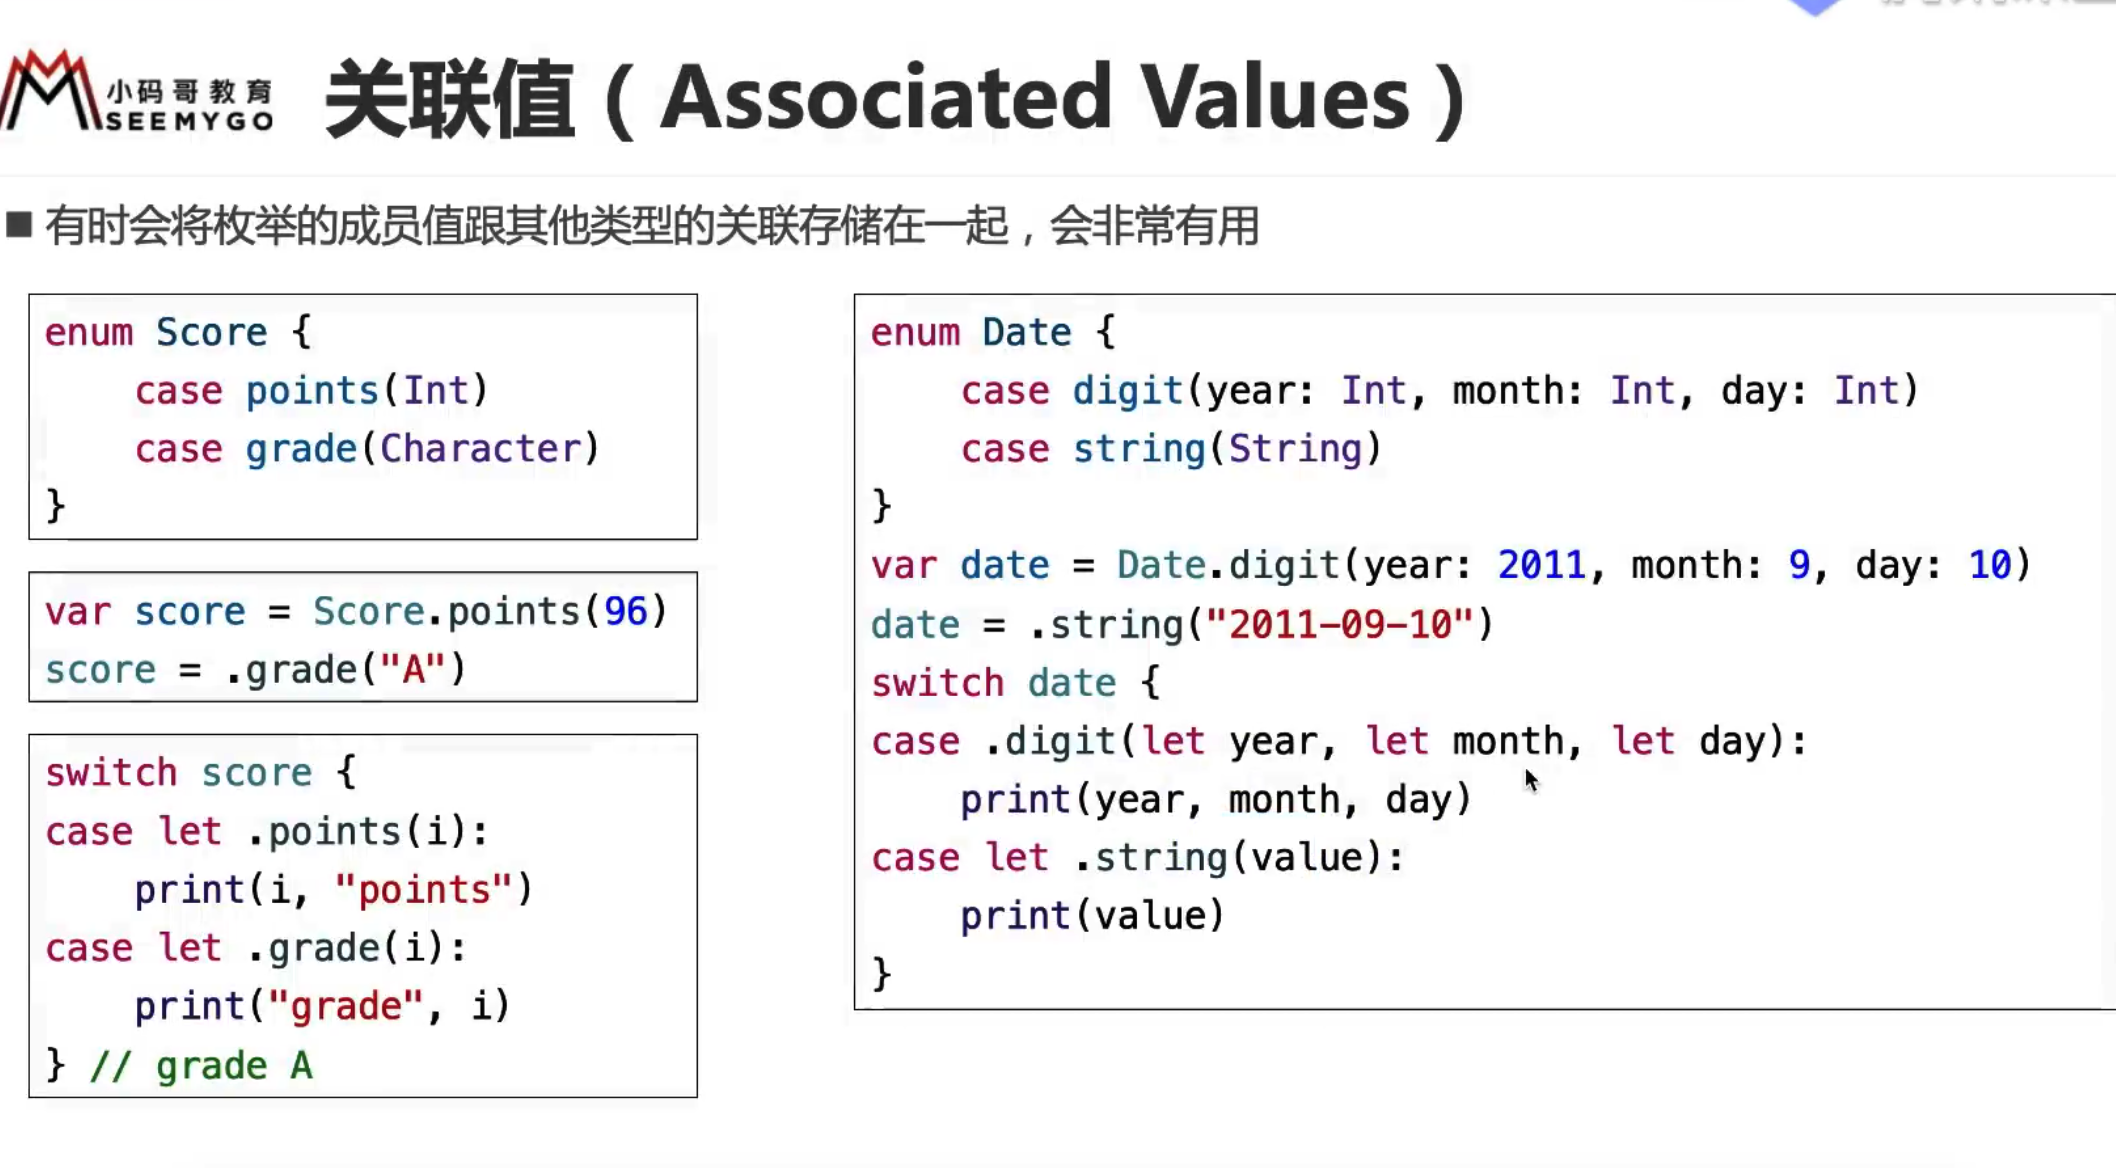 小码哥教育
SEEMYGO
关联值（Associated Values）
■ 有时会将枚举的成员值跟其他类型的关联存储在一起，会非常有用
enum Score {
    case points(Int)
    case grade(Character)
}
var score = Score.points(96)
score = .grade("A")
switch score {
case let .points(i):
    print(i, "points")
case let .grade(i):
    print("grade", i)
} // grade A
enum Date {
    case digit(year: Int, month: Int, day: Int)
    case string(String)
}
var date = Date.digit(year: 2011, month: 9, day: 10)
date = .string("2011-09-10")
switch date {
case .digit(let year, let month, let day):
    print(year, month, day)
case let .string(value):
    print(value)
}